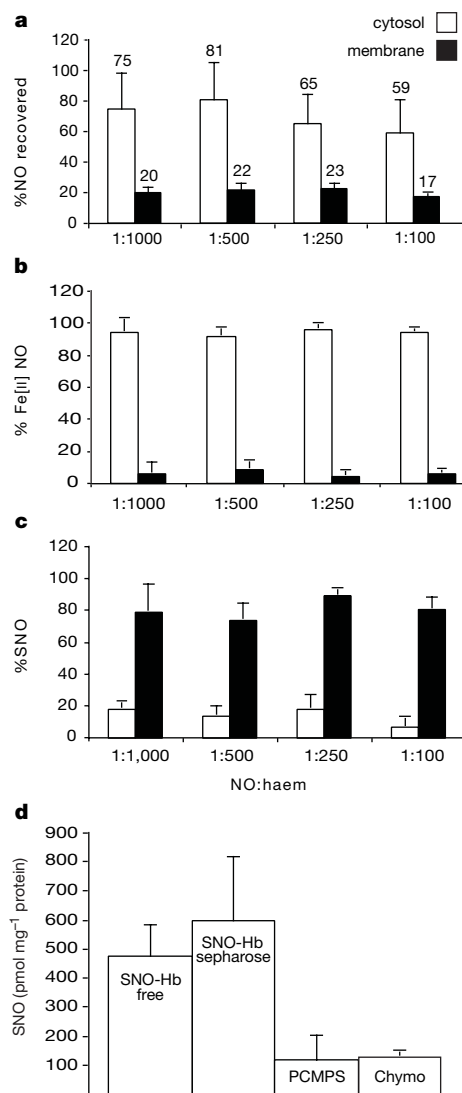 a
cytosol
membrane
%NO recovered
120
100
80
60
40
20
0
75
20
81
22
65
23
59
17
1:1000
1:500
1:250
1:100
b
% Fe[II] NO
120
100
80
60
40
20
0
1:1000
1:500
1:250
1:100
c
%SNO
120
100
80
60
40
20
0
1:1,000
1:500
1:250
1:100
NO:haem
d
SNO (pmol mg⁻¹ protein)
900
800
700
600
500
400
300
200
100
SNO-Hb
free
SNO-Hb
sepharose
PCMPS
Chymo